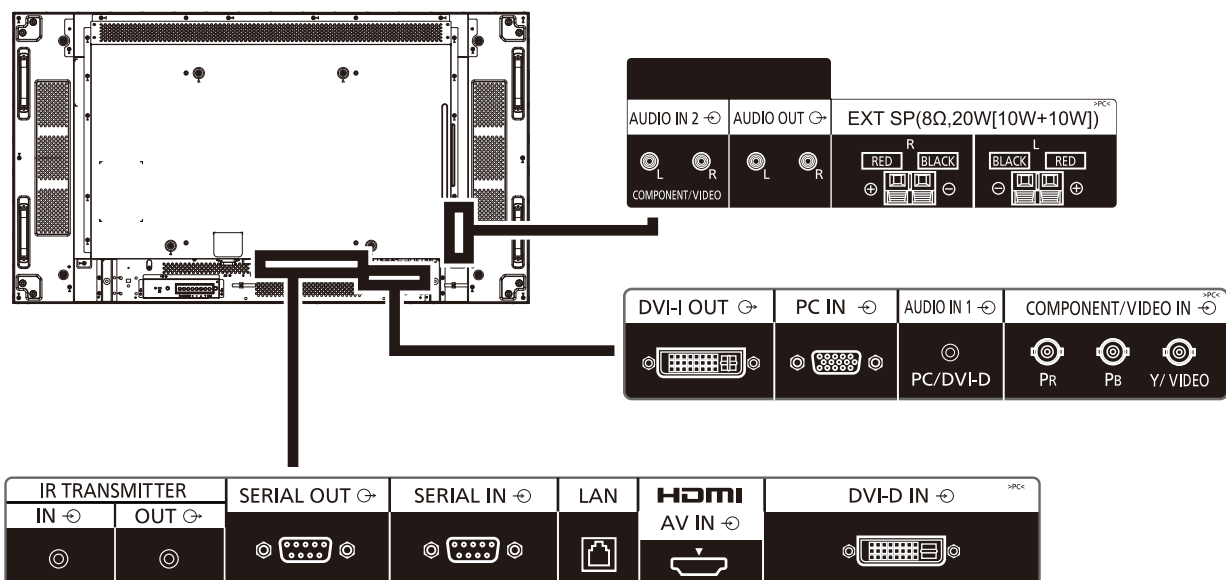 >PC<
AUDIO IN 2 AUDIO OUT EXT SP(8Ω,20W[10W+10W])
R L
RED BLACK BLACK RED
L R L R ⊕ ⊖ ⊖ ⊕
COMPONENT/VIDEO
>PC<
DVI-I OUT PC IN AUDIO IN 1 COMPONENT/VIDEO IN
PC/DVI-D PR PB Y/ VIDEO
IR TRANSMITTER SERIAL OUT SERIAL IN LAN HDMI DVI-D IN >PC<
IN OUT AV IN